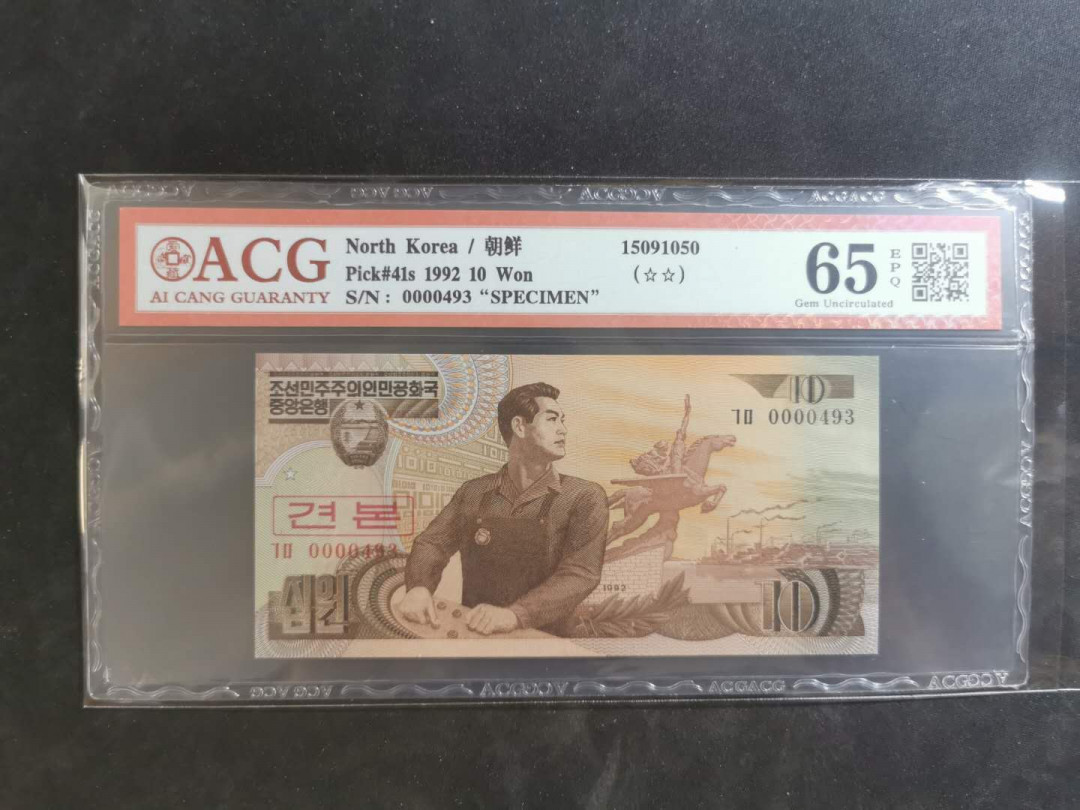 ACG
AI CANG GUARANTY
North Korea / 朝鲜
Pick#41s 1992 10 Won
S/N : 0000493 “SPECIMEN”
15091050
(☆☆)
65
EPQ
Gem Uncirculated
조선민주주의인민공화국
중앙은행
10
ㄱㅁ 0000493
견본
ㄱㅁ 0000493
십원
1992
10